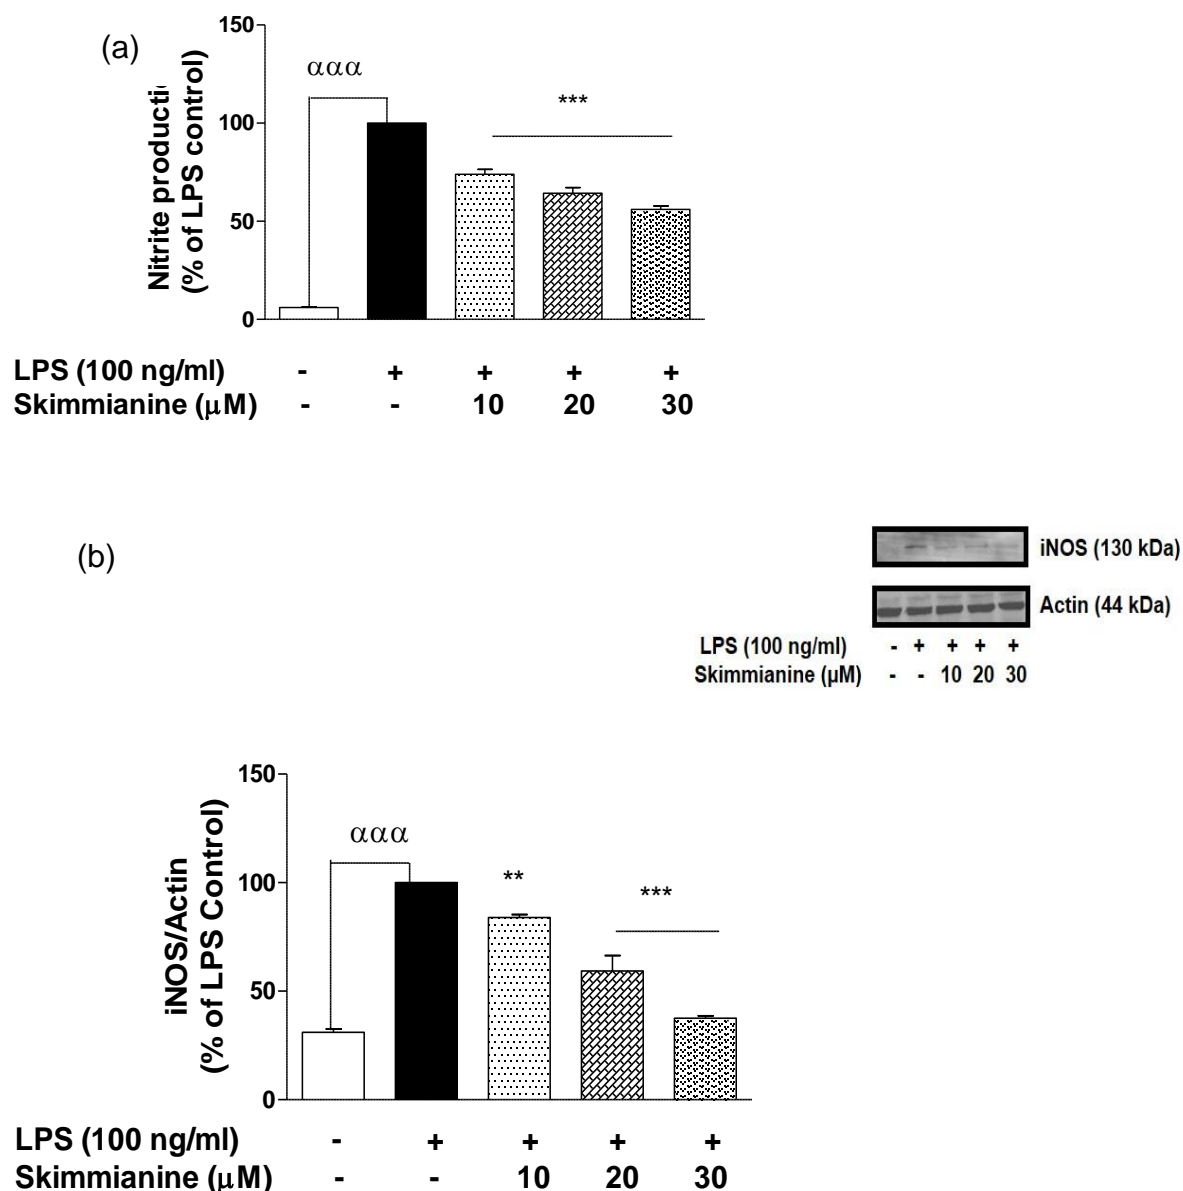 (a)
150
100
50
0
Nitrite producti
(% of LPS control)
ααα
***
LPS (100 ng/ml) - + + + +
Skimmianine (μM) - - 10 20 30
(b)
iNOS (130 kDa)
Actin (44 kDa)
LPS (100 ng/ml) - + + + +
Skimmianine (μM) - - 10 20 30
150
100
50
0
iNOS/Actin
(% of LPS Control)
ααα
**
***
LPS (100 ng/ml) - + + + +
Skimmianine (μM) - - 10 20 30